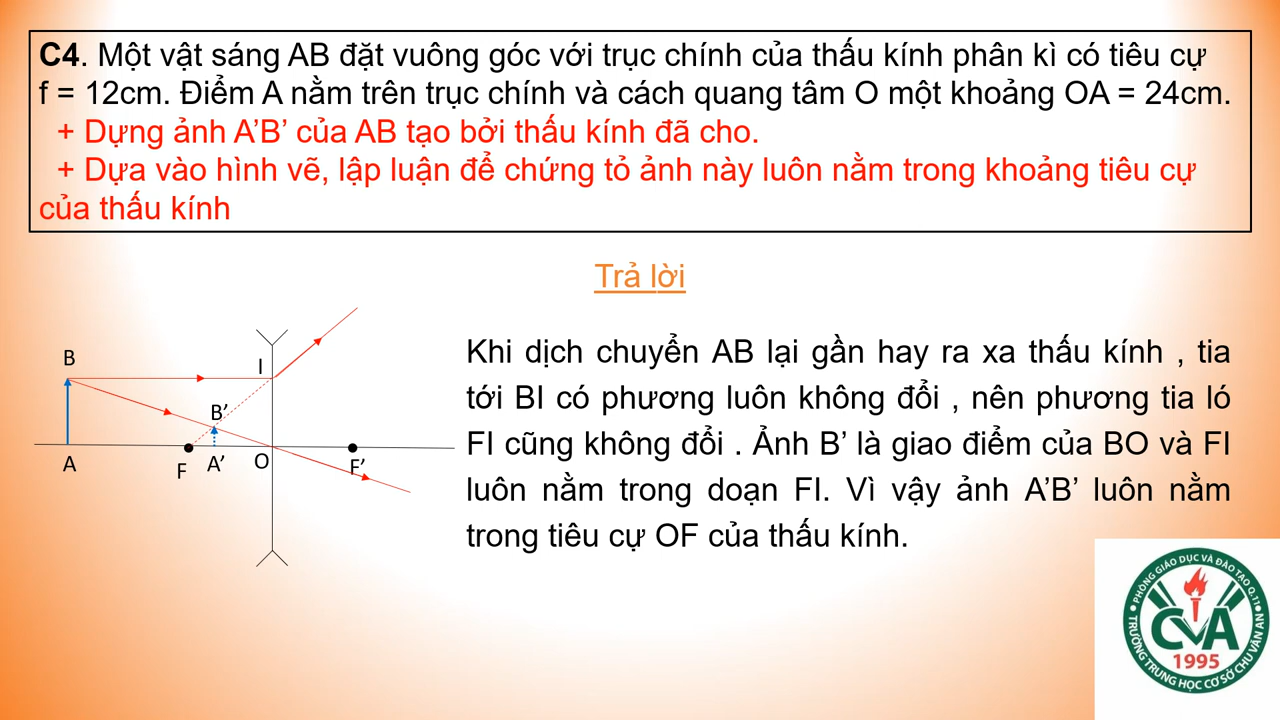 C4. Một vật sáng AB đặt vuông góc với trục chính của thấu kính phân kì có tiêu cự
f = 12cm. Điểm A nằm trên trục chính và cách quang tâm O một khoảng OA = 24cm.
+ Dựng ảnh A’B’ của AB tạo bởi thấu kính đã cho.
+ Dựa vào hình vẽ, lập luận để chứng tỏ ảnh này luôn nằm trong khoảng tiêu cự
của thấu kính
Trả lời
B
I
B’
A
F
A’
O
F’
Khi dịch chuyển AB lại gần hay ra xa thấu kính , tia
tới BI có phương luôn không đổi , nên phương tia ló
FI cũng không đổi . Ảnh B’ là giao điểm của BO và FI
luôn nằm trong đoạn FI. Vì vậy ảnh A’B’ luôn nằm
trong tiêu cự OF của thấu kính.
PHÒNG GIÁO DỤC VÀ ĐÀO TẠO Q.11
CVA
1995
TRƯỜNG TRUNG HỌC CƠ SỞ CHU VĂN AN